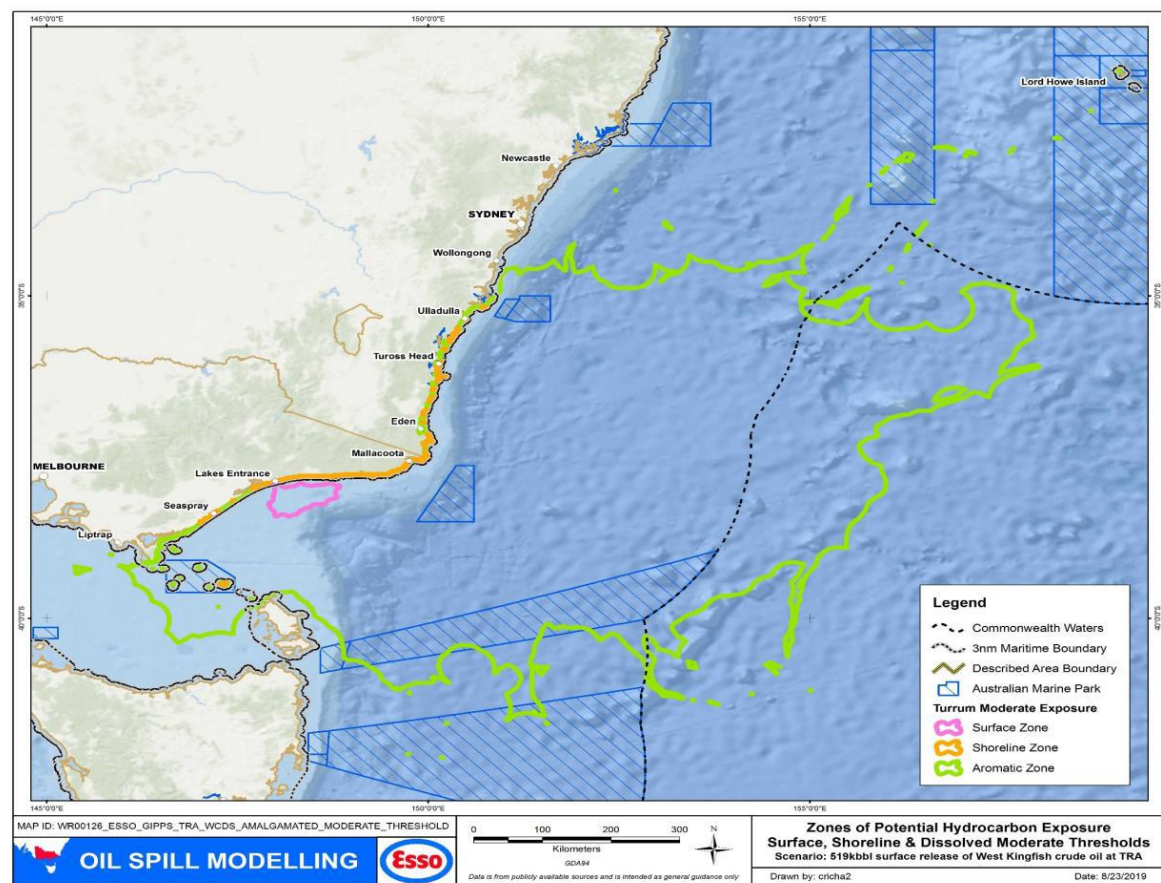 145°0'0"E
150°0'0"E
155°0'0"E
Lord Howe Island
Newcastle
SYDNEY
Wollongong
35°0'0"S
35°0'0"S
Ulladulla
Tuross Head
Eden
Mallacoota
MELBOURNE
Lakes Entrance
Seaspray
Liptrap
40°0'0"S
40°0'0"S
Legend
Commonwealth Waters
3nm Maritime Boundary
Described Area Boundary
Australian Marine Park
Turrum Moderate Exposure
Surface Zone
Shoreline Zone
Aromatic Zone
145°0'0"E
150°0'0"E
155°0'0"E
MAP ID: WR00126_ESSO_GIPPS_TRA_WCDS_AMALGAMATED_MODERATE_THRESHOLD
OIL SPILL MODELLING
Esso
0 100 200 300
Kilometers
GDA94
N
Data is from publicly available sources and is intended as general guidance only
Zones of Potential Hydrocarbon Exposure
Surface, Shoreline & Dissolved Moderate Thresholds
Scenario: 519kbbl surface release of West Kingfish crude oil at TRA
Drawn by: cricha2 Date: 8/23/2019